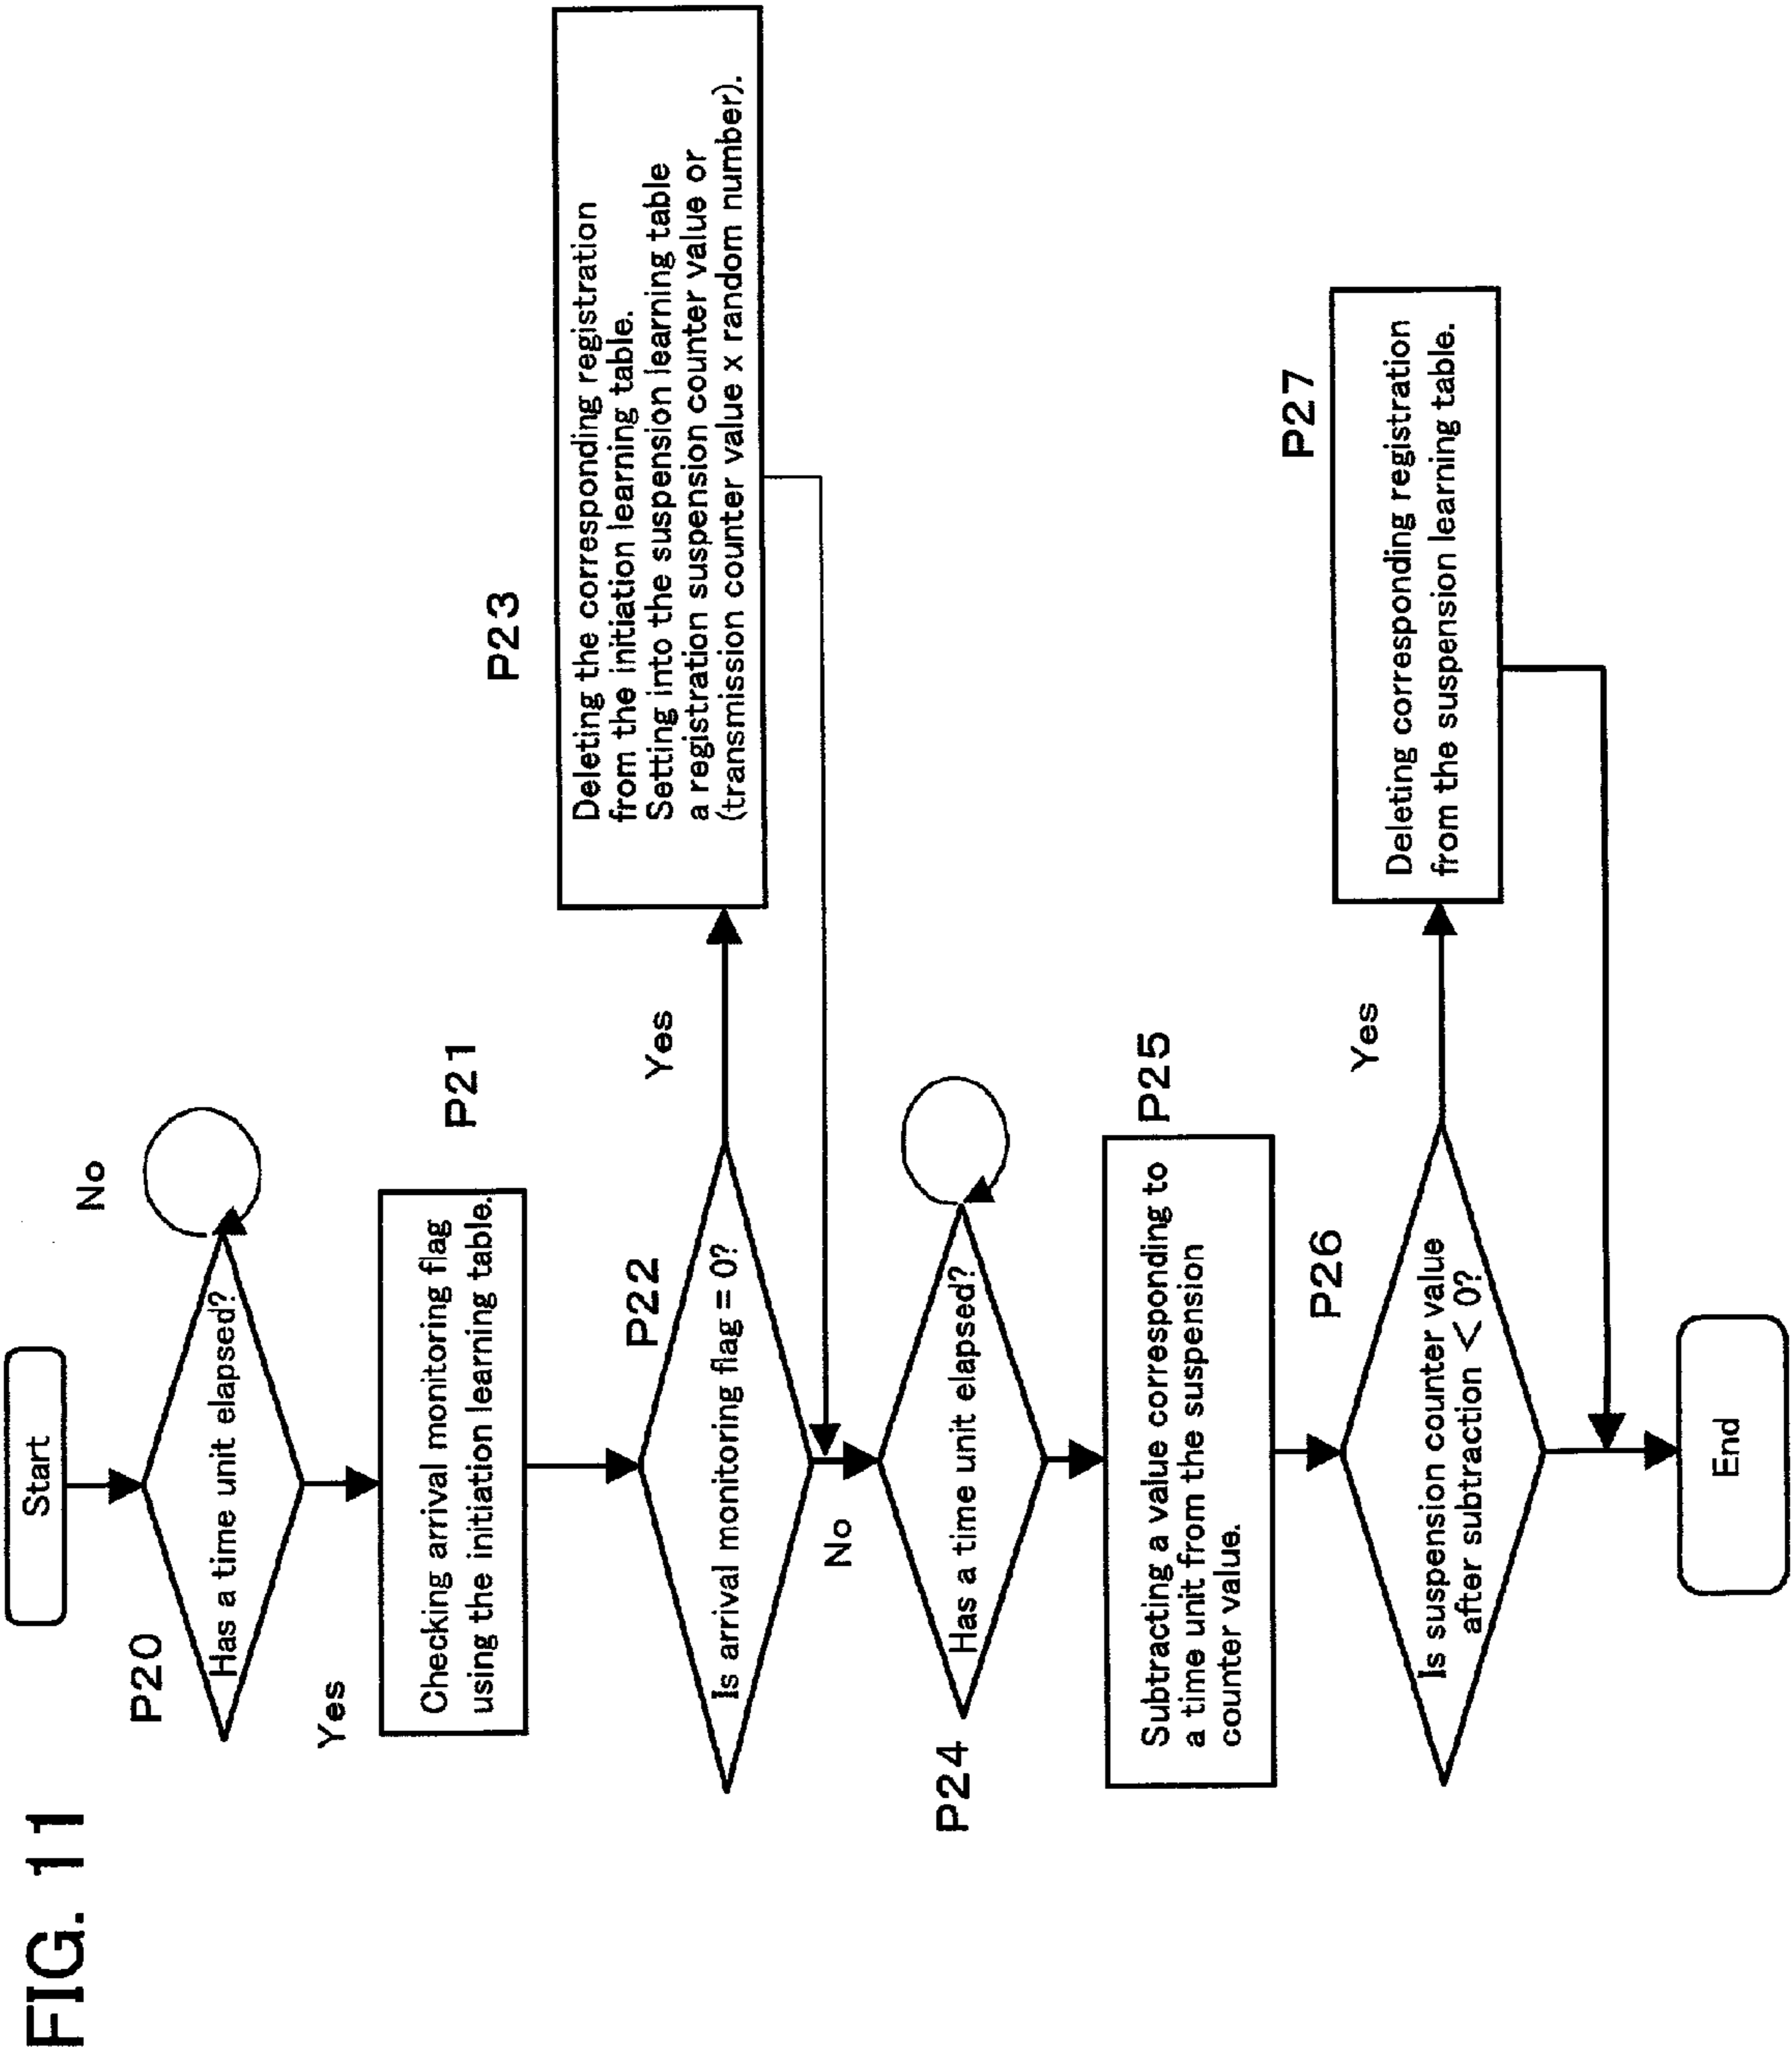 FIG. 11
Start
P20
Has a time unit elapsed?
No
Yes
P21
Checking arrival monitoring flag
using the initiation learning table.
P22
Is arrival monitoring flag = 0?
Yes
P23
Deleting the corresponding registration
from the initiation learning table.
Setting into the suspension learning table
a registration suspension counter value or
(transmission counter value x random number).
No
P24
Has a time unit elapsed?
P25
Subtracting a value corresponding to
a time unit from the suspension
counter value.
P26
Is suspension counter value
after subtraction < 0?
Yes
P27
Deleting corresponding registration
from the suspension learning table.
End